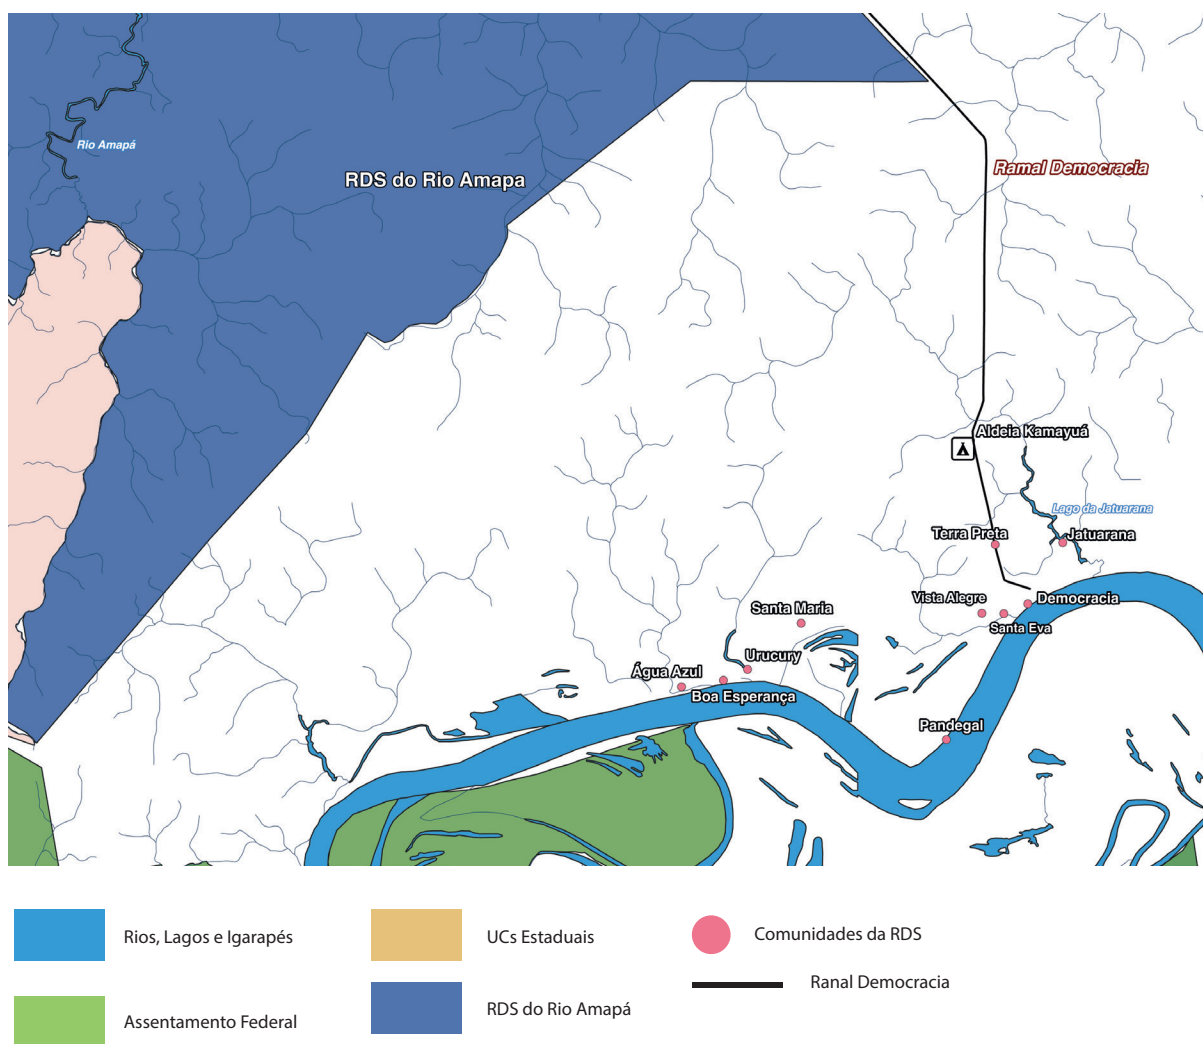 Rio Amapá
RDS do Rio Amapa
Ramal Democracia
Aldeia Kamayuá
Lago da Jatuarana
Terra Preta
Jatuarana
Vista Alegre
Democracia
Santa Maria
Santa Eva
Urucury
Água Azul
Boa Esperança
Pandegal
Rios, Lagos e Igarapés
UCs Estaduais
Comunidades da RDS
Ranal Democracia
Assentamento Federal
RDS do Rio Amapá